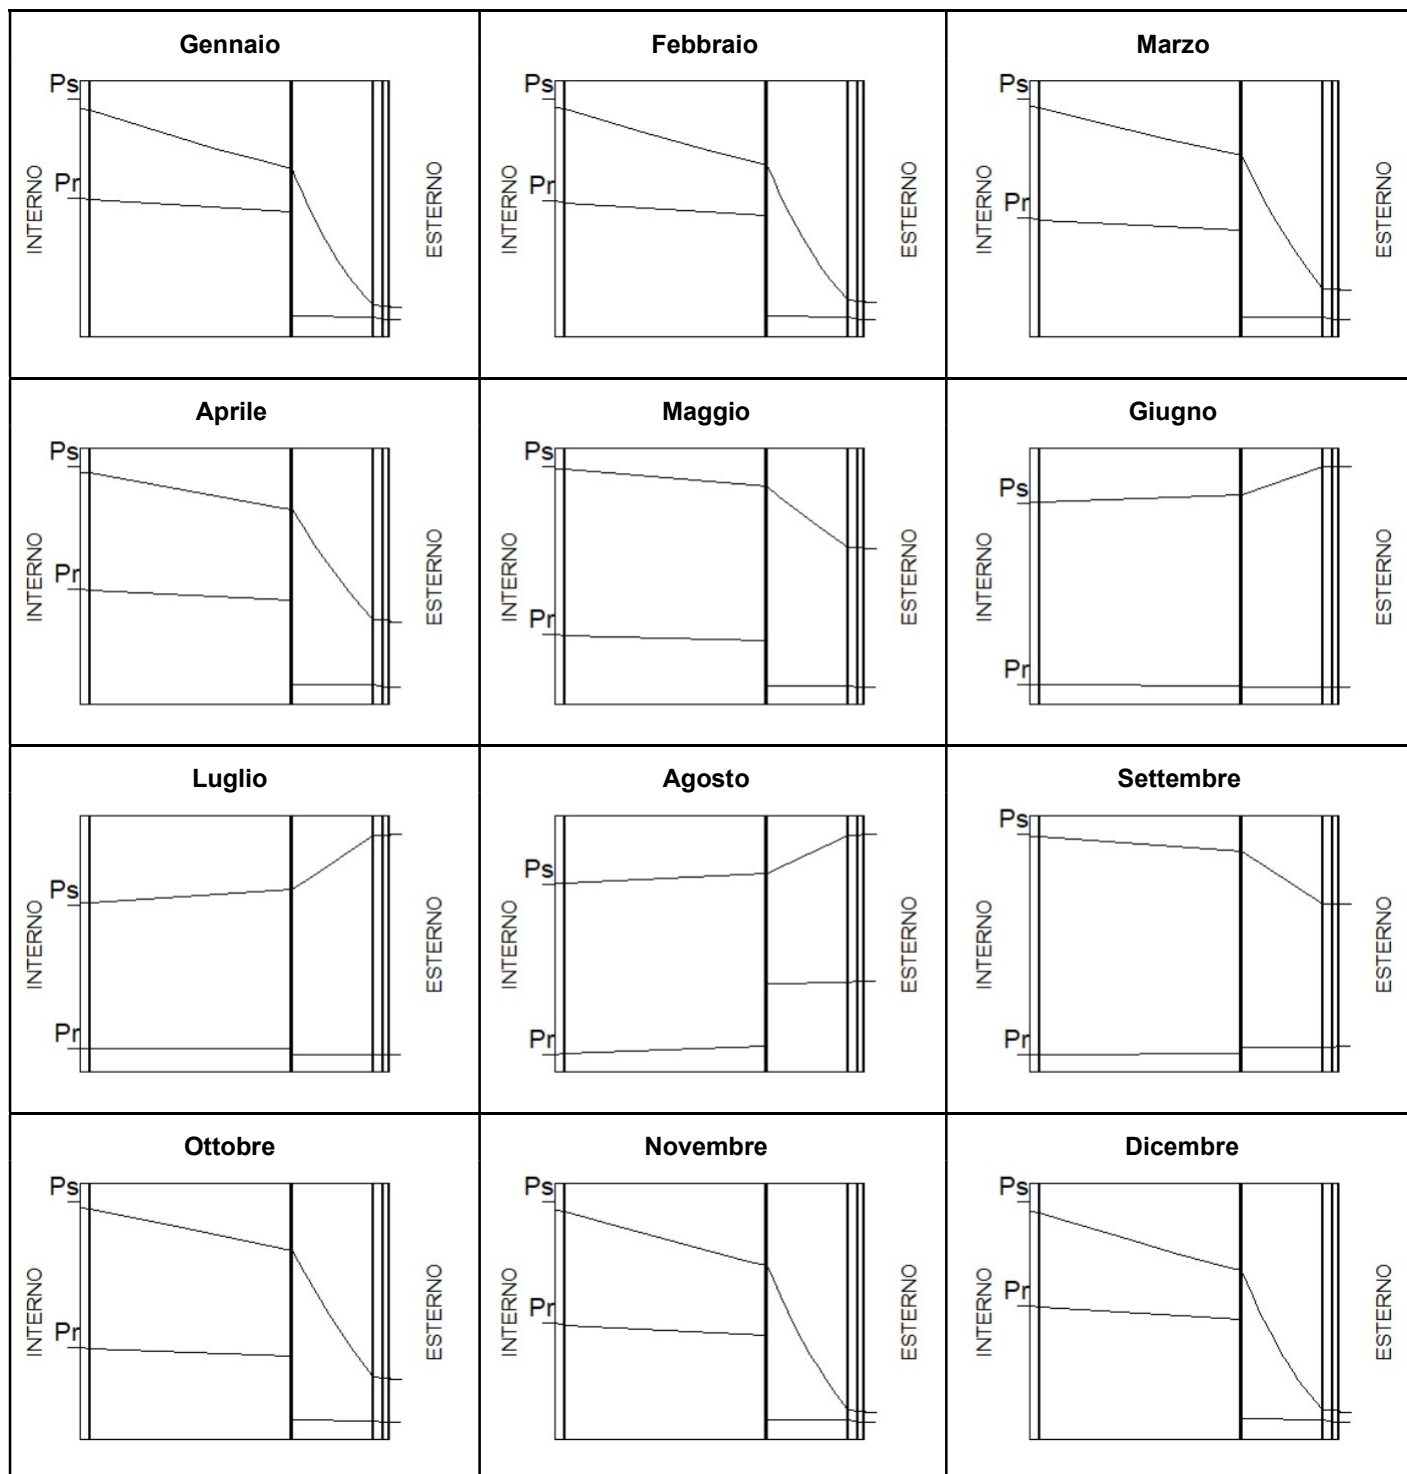 Gennaio
Febbraio
Marzo
Ps
Pr
INTERNO
ESTERNO
Ps
Pr
INTERNO
ESTERNO
Ps
Pr
INTERNO
ESTERNO
Aprile
Maggio
Giugno
Ps
Pr
INTERNO
ESTERNO
Ps
Pr
INTERNO
ESTERNO
Ps
Pr
INTERNO
ESTERNO
Luglio
Agosto
Settembre
Ps
Pr
INTERNO
ESTERNO
Ps
Pr
INTERNO
ESTERNO
Ps
Pr
INTERNO
ESTERNO
Ottobre
Novembre
Dicembre
Ps
Pr
INTERNO
ESTERNO
Ps
Pr
INTERNO
ESTERNO
Ps
Pr
INTERNO
ESTERNO